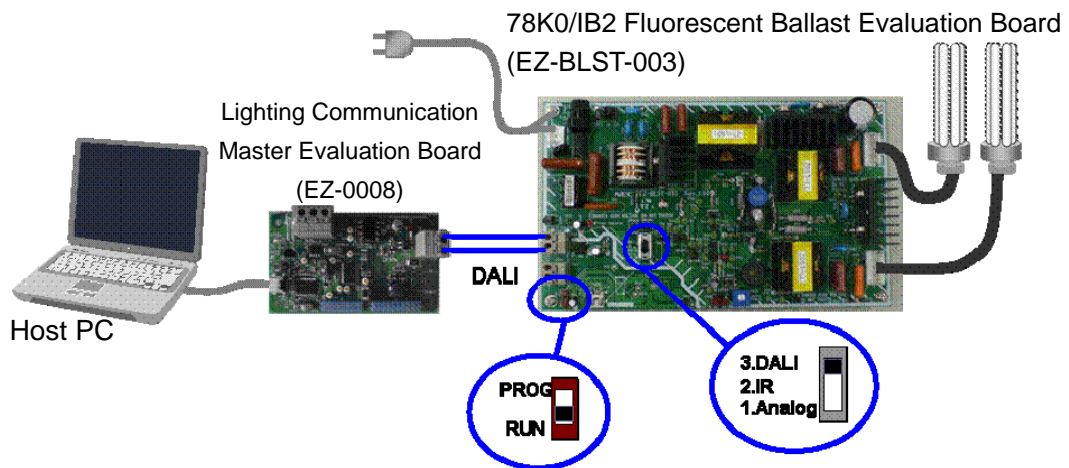 78K0/IB2 Fluorescent Ballast Evaluation Board
(EZ-BLST-003)
Lighting Communication
Master Evaluation Board
(EZ-0008)
DALI
Host PC
PROG
RUN
3.DALI
2.IR
1.Analog